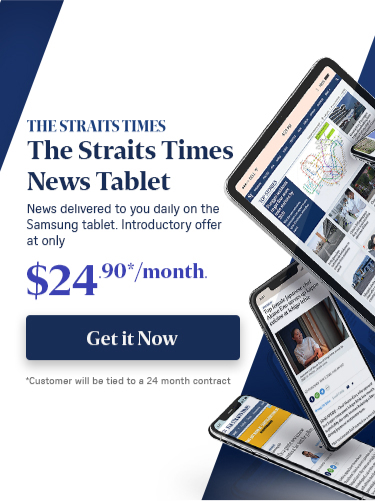 THE STRAITS TIMES
The Straits Times
News Tablet
News delivered to you daily on the
Samsung tablet. Introductory offer
at only
$24.90*/month.
Get it Now
*Customer will be tied to a 24 month contract